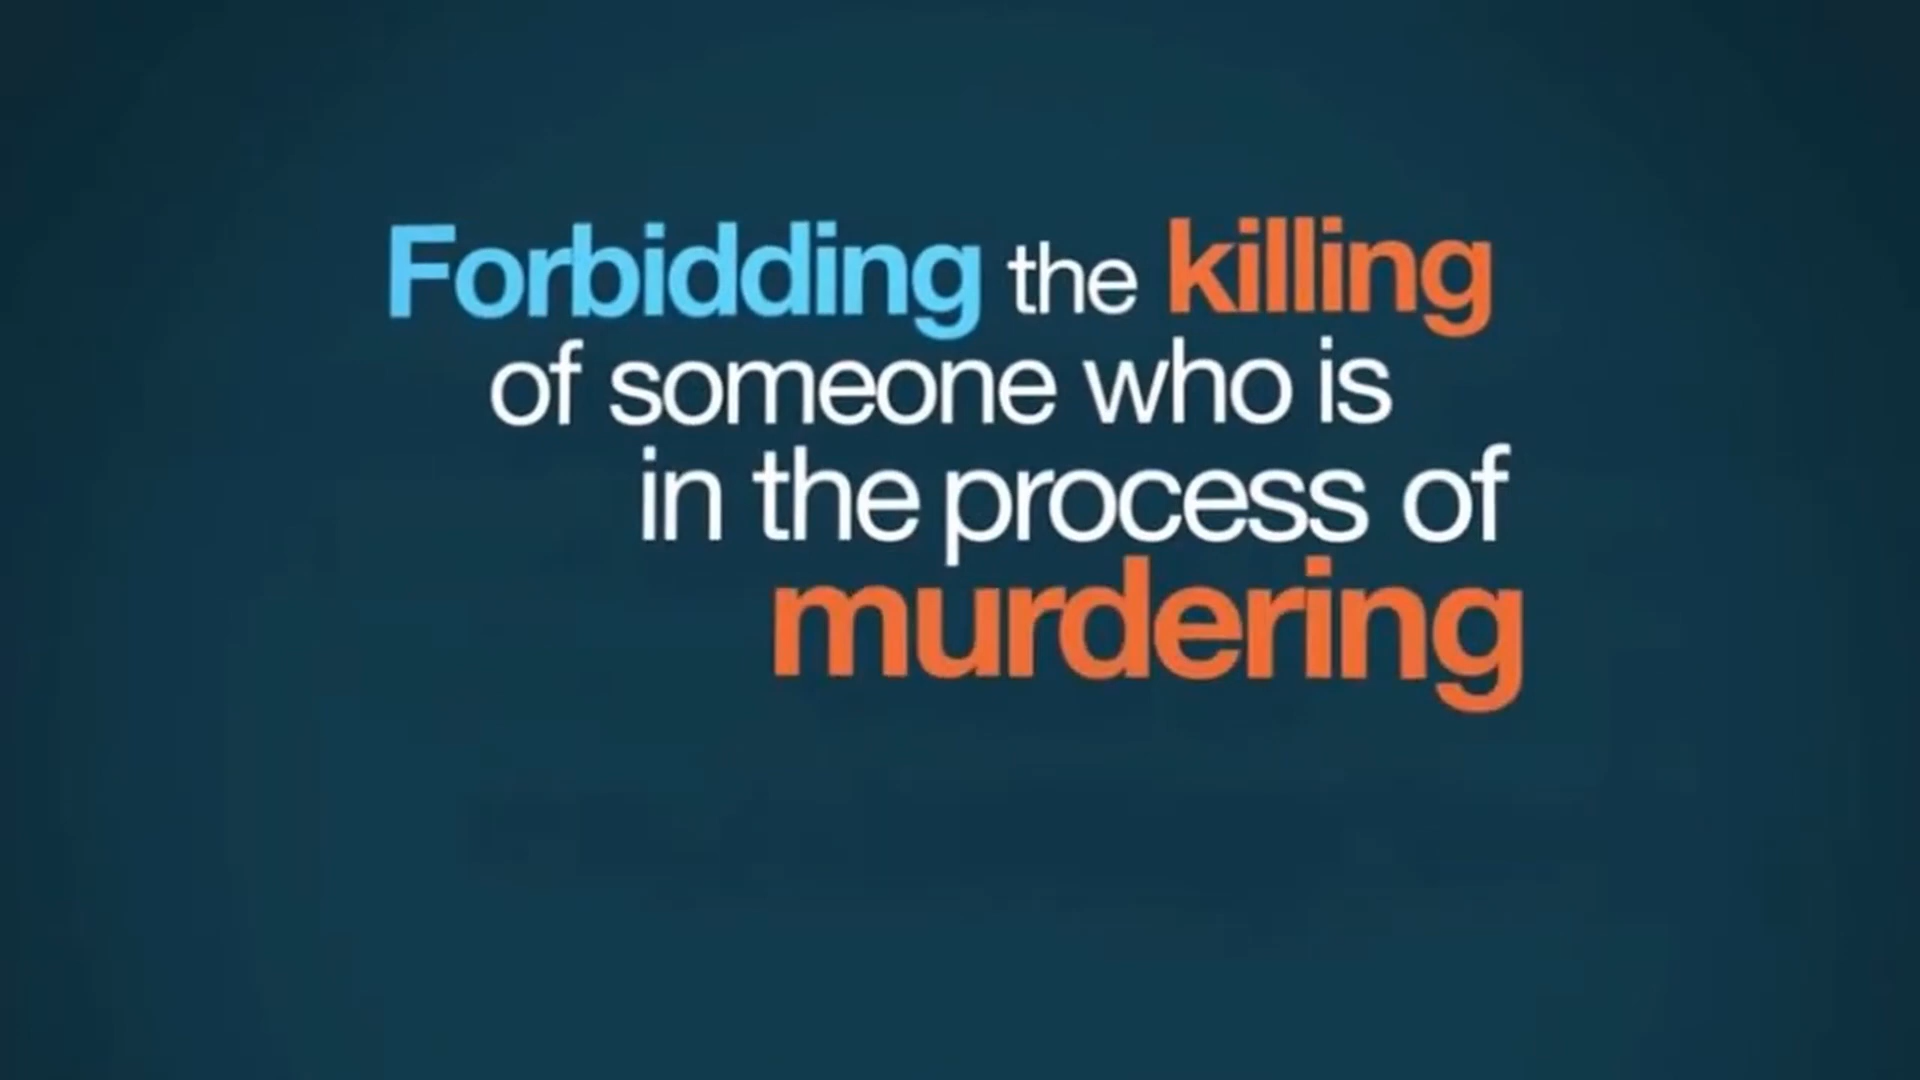 Forbidding the killing
of someone who is
in the process of
murdering